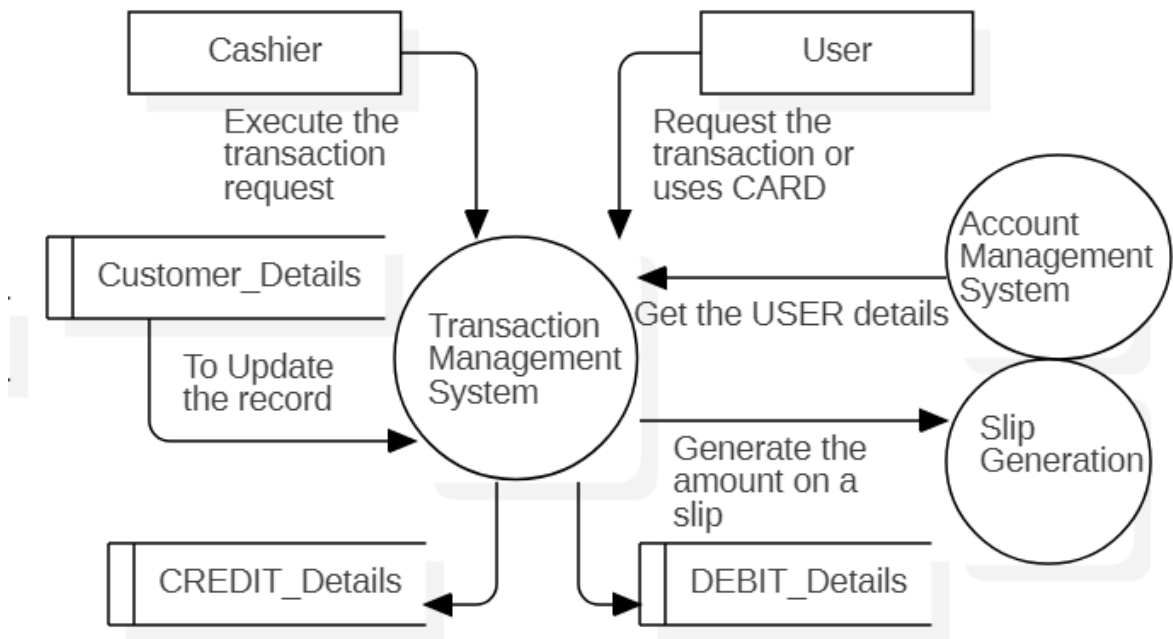 Cashier
User
Execute the
transaction
request
Request the
transaction or
uses CARD
Account
Management
System
Customer_Details
Get the USER details
Transaction
Management
System
To Update
the record
Slip
Generation
Generate the
amount on a
slip
CREDIT_Details
DEBIT_Details